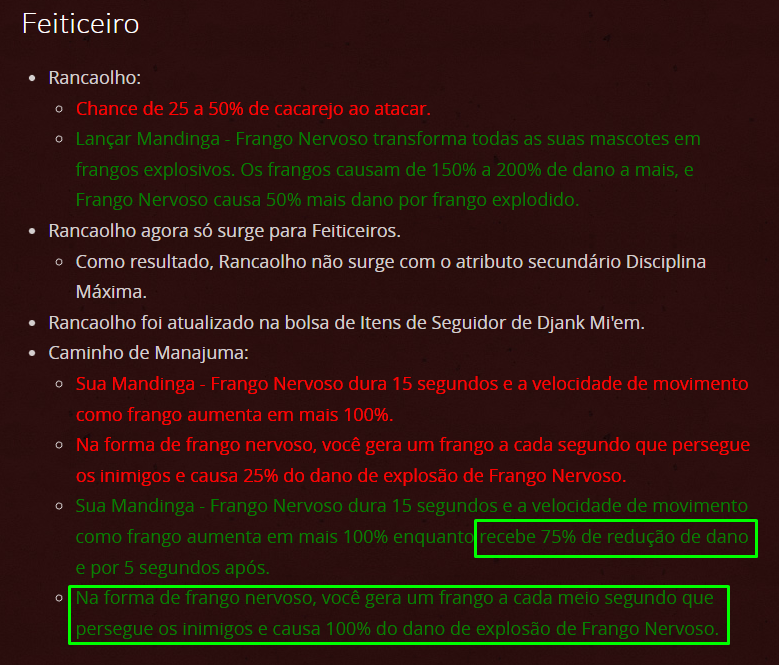 Feiticeiro
Rancaolho:
Chance de 25 a 50% de cacarejo ao atacar.
Lançar Mandinga - Frango Nervoso transforma todas as suas mascotes em
frangos explosivos. Os frangos causam de 150% a 200% de dano a mais, e
Frango Nervoso causa 50% mais dano por frango explodido.
Rancaolho agora só surge para Feiticeiros.
Como resultado, Rancaolho não surge com o atributo secundário Disciplina
Máxima.
Rancaolho foi atualizado na bolsa de Itens de Seguidor de Djank Mi'em.
Caminho de Manajuma:
Sua Mandinga - Frango Nervoso dura 15 segundos e a velocidade de movimento
como frango aumenta em mais 100%.
Na forma de frango nervoso, você gera um frango a cada segundo que persegue
os inimigos e causa 25% do dano de explosão de Frango Nervoso.
Sua Mandinga - Frango Nervoso dura 15 segundos e a velocidade de movimento
como frango aumenta em mais 100% enquanto recebe 75% de redução de dano
e por 5 segundos após.
Na forma de frango nervoso, você gera um frango a cada meio segundo que
persegue os inimigos e causa 100% do dano de explosão de Frango Nervoso.